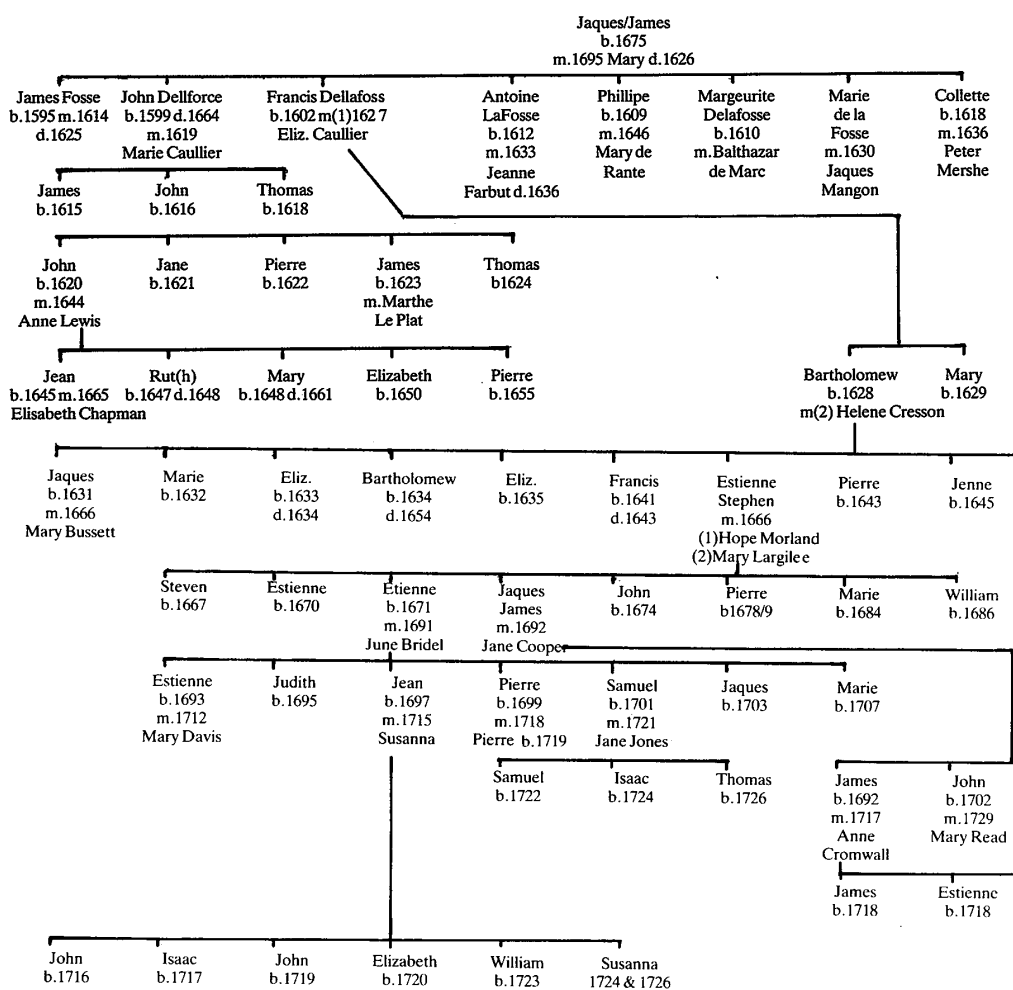 Jaques/James
b.1675
m.1695 Mary d.1626
James Fosse
b.1595 m.1614
d.1625
John Dellforce
b.1599 d.1664
m.1619
Marie Caullier
Francis Dellafoss
b.1602 m(1)162 7
Eliz. Caullier
Antoine
LaFosse
b.1612
m.1633
Jeanne
Farbut d.1636
Phillipe
b.1609
m.1646
Mary de
Rante
Margeurite
Delafosse
b.1610
m.Balthazar
de Marc
Marie
de la
Fosse
m.1630
Jaques
Mangon
Collette
b.1618
m.1636
Peter
Mershe
James
b.1615
John
b.1616
Thomas
b.1618
John
b.1620
m.1644
Anne Lewis
Jane
b.1621
Pierre
b.1622
James
b.1623
m.Marthe
Le Plat
Thomas
b1624
Jean
b.1645 m.1665
Elisabeth Chapman
Rut(h)
b.1647 d.1648
Mary
b.1648 d.1661
Elizabeth
b.1650
Pierre
b.1655
Bartholomew
b.1628
m(2) Helene Cresson
Mary
b.1629
Jaques
b.1631
m.1666
Mary Bussett
Marie
b.1632
Eliz.
b.1633
d.1634
Bartholomew
b.1634
d.1654
Eliz.
b.1635
Francis
b.1641
d.1643
Estienne
Stephen
m.1666
(1)Hope Morland
(2)Mary Largilee
Pierre
b.1643
Jenne
b.1645
Steven
b.1667
Estienne
b.1670
Etienne
b.1671
m.1691
June Bridel
Jaques
James
m.1692
Jane Cooper
John
b.1674
Pierre
b1678/9
Marie
b.1684
William
b.1686
Estienne
b.1693
m.1712
Mary Davis
Judith
b.1695
Jean
b.1697
m.1715
Susanna
Pierre
b.1699
m.1718
Pierre b.1719
Samuel
b.1701
m.1721
Jane Jones
Jaques
b.1703
Marie
b.1707
Samuel
b.1722
Isaac
b.1724
Thomas
b.1726
James
b.1692
m.1717
Anne
Cromwall
John
b.1702
m.1729
Mary Read
James
b.1718
Estienne
b.1718
John
b.1716
Isaac
b.1717
John
b.1719
Elizabeth
b.1720
William
b.1723
Susanna
1724 & 1726